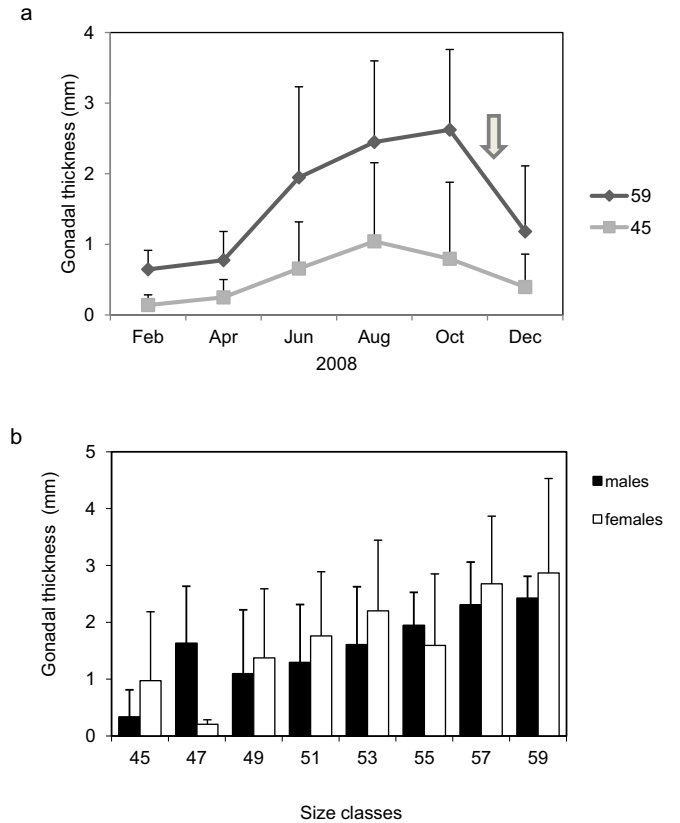 a
Gonadal thickness (mm)
4
3
2
1
0
Feb Apr Jun Aug Oct Dec
2008
59
45
b
Gonadal thickness (mm)
5
4
3
2
1
0
45 47 49 51 53 55 57 59
Size classes
males
females